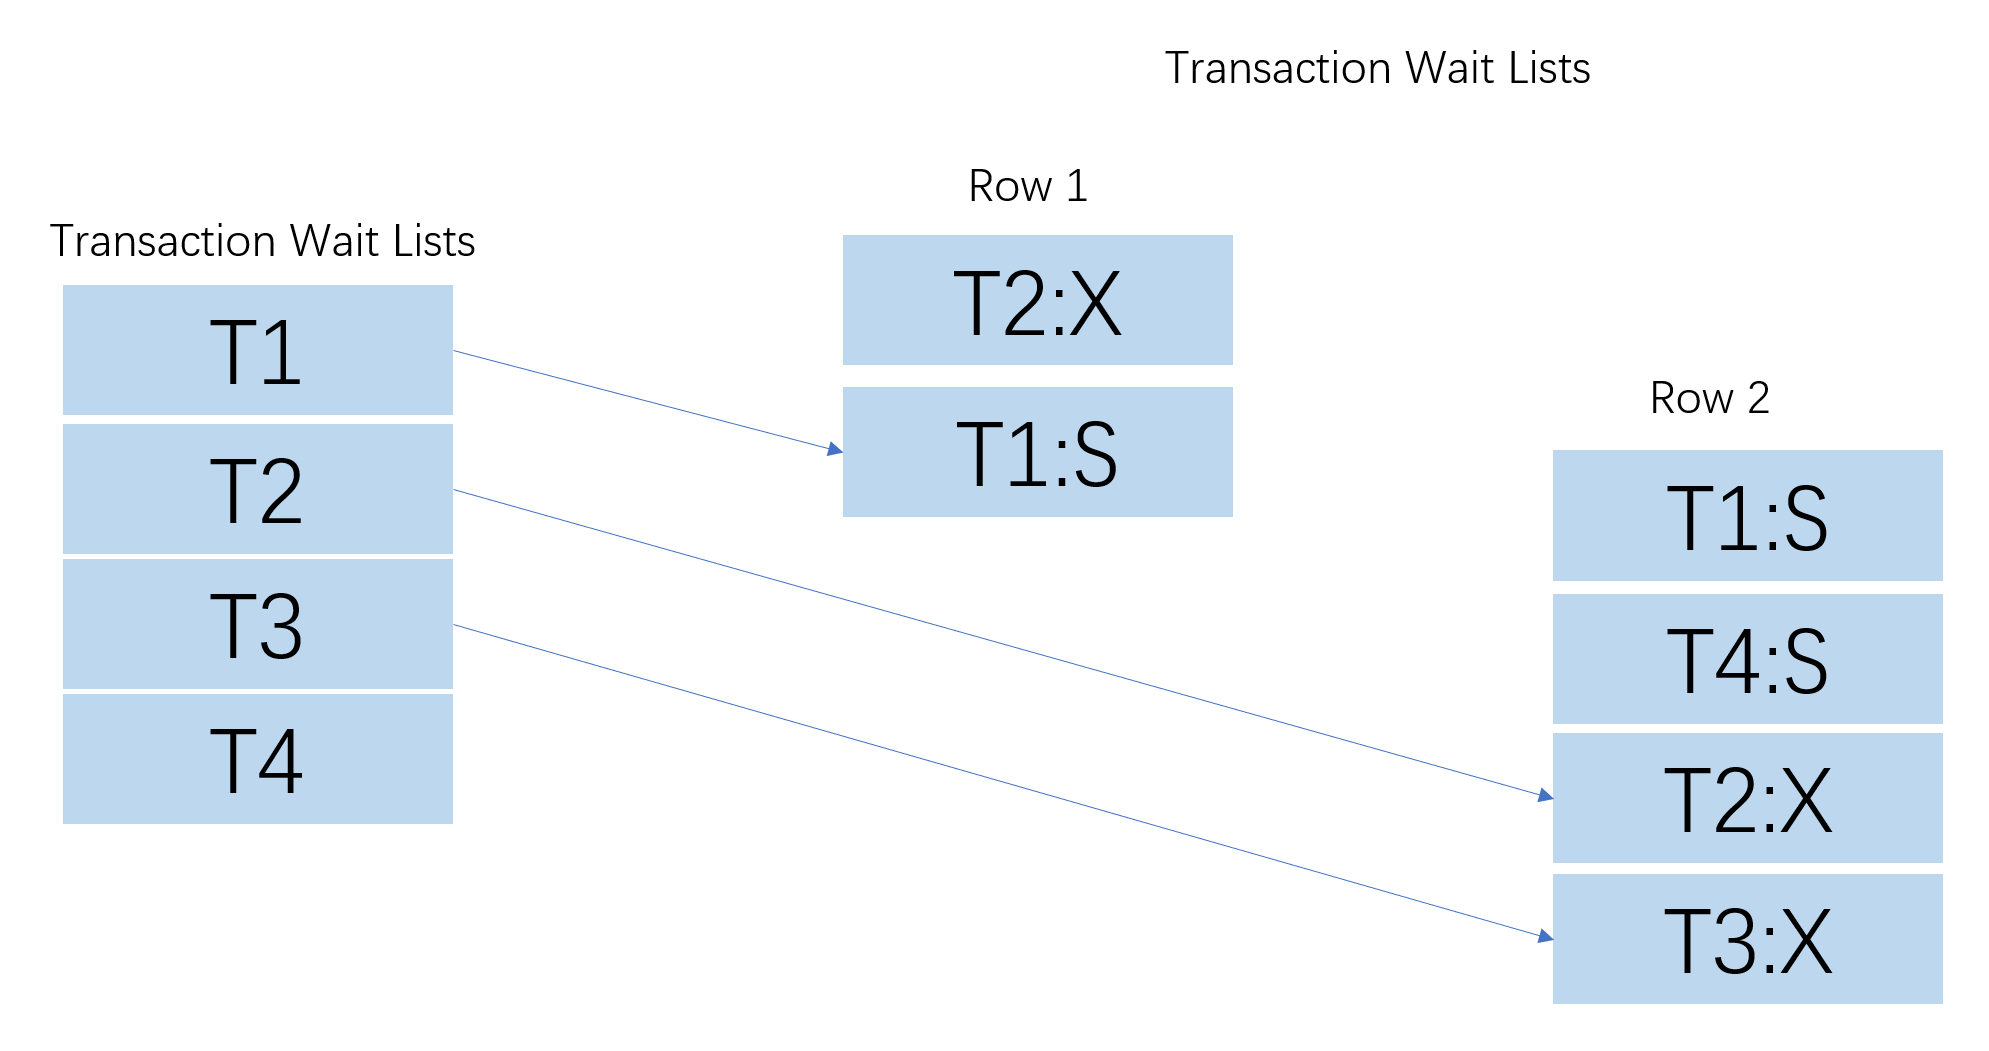 Transaction Wait Lists
Transaction Wait Lists
T1
T2
T3
T4
Row 1
T2:X
T1:S
Row 2
T1:S
T4:S
T2:X
T3:X